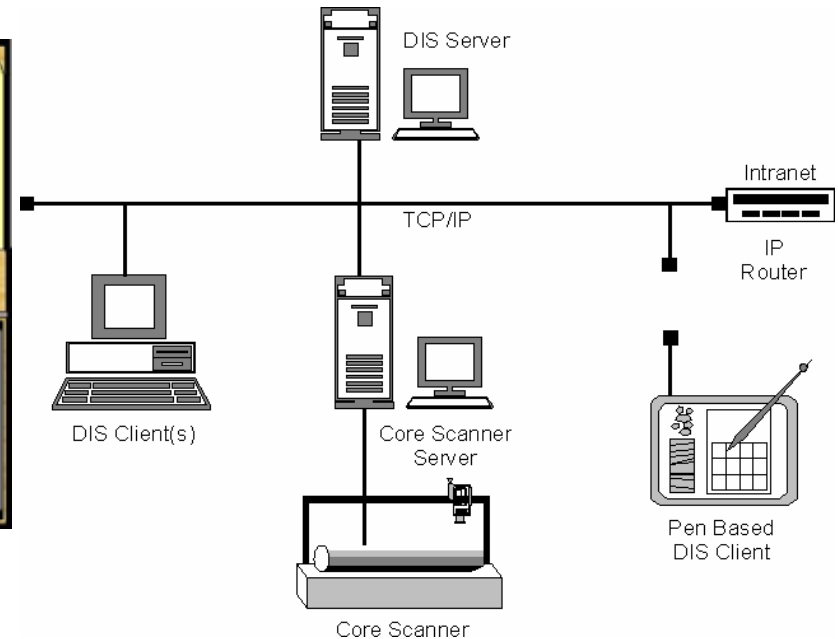 DIS Server
Intranet
TCP/IP
IP
Router
DIS Client(s)
Core Scanner
Server
Pen Based
DIS Client
Core Scanner